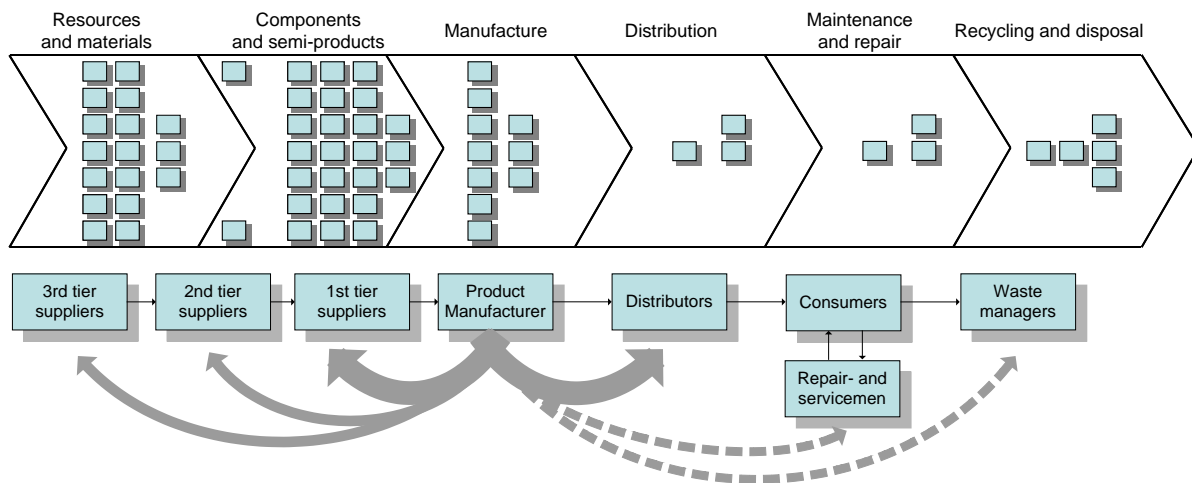 Resources
and materials
Components
and semi-products
Manufacture
Distribution
Maintenance
and repair
Recycling and disposal
3rd tier
suppliers
2nd tier
suppliers
1st tier
suppliers
Product
Manufacturer
Distributors
Consumers
Waste
managers
Repair- and
servicemen